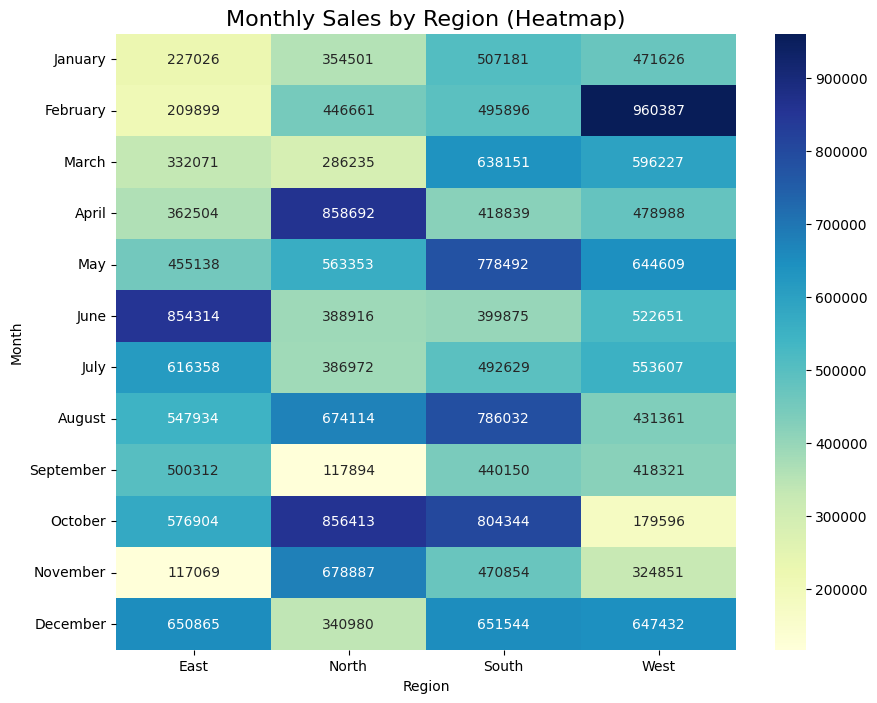 Monthly Sales by Region (Heatmap)
January 227026 354501 507181 471626
February 209899 446661 495896 960387
March 332071 286235 638151 596227
April 362504 858692 418839 478988
May 455138 563353 778492 644609
June 854314 388916 399875 522651
July 616358 386972 492629 553607
August 547934 674114 786032 431361
September 500312 117894 440150 418321
October 576904 856413 804344 179596
November 117069 678887 470854 324851
December 650865 340980 651544 647432
East North South West
Region
Month
900000
800000
700000
600000
500000
400000
300000
200000